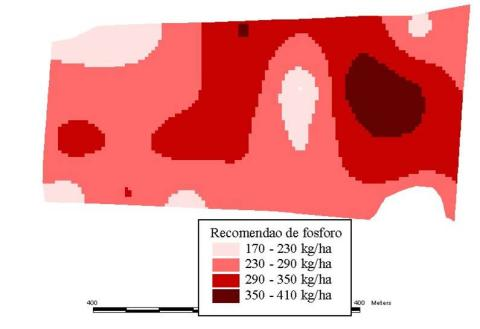 Recomendao de fosforo
170 - 230 kg/ha
230 - 290 kg/ha
290 - 350 kg/ha
350 - 410 kg/ha
400
400 Meters